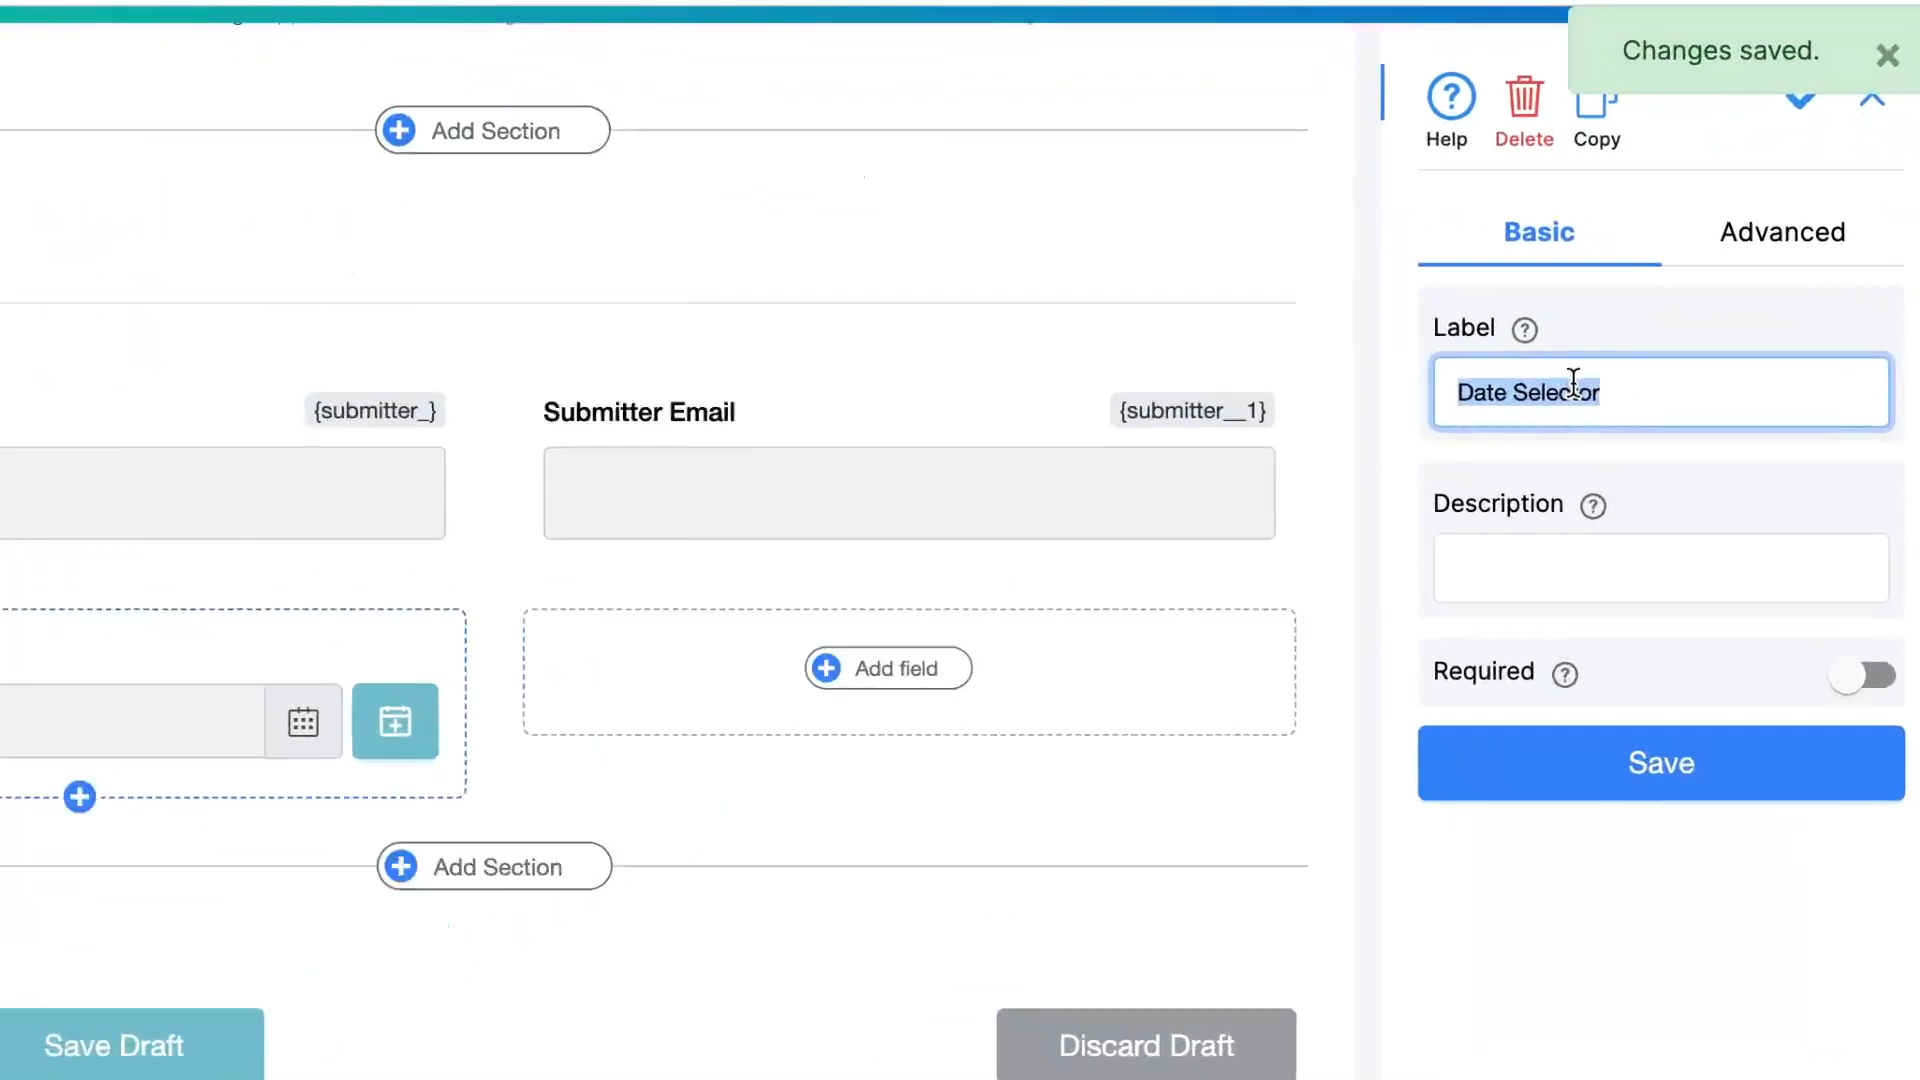 Changes saved.
Add Section
Help
Delete
Copy
Basic
Advanced
Label
Date Selector
{submitter_}
Submitter Email
{submitter__1}
Description
Required
Add field
Save
Add Section
Save Draft
Discard Draft